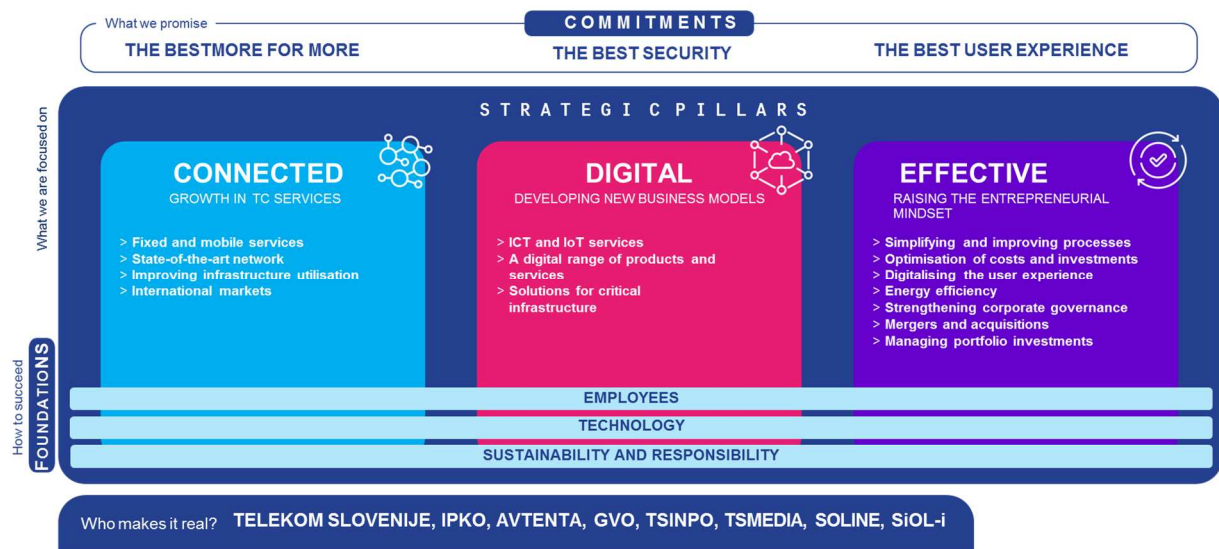 What we promise
COMMITMENTS
THE BESTMORE FOR MORE
THE BEST SECURITY
THE BEST USER EXPERIENCE
What we are focused on
STRATEGIC PILLARS
CONNECTED
GROWTH IN TC SERVICES
> Fixed and mobile services
> State-of-the-art network
> Improving infrastructure utilisation
> International markets
DIGITAL
DEVELOPING NEW BUSINESS MODELS
> ICT and IoT services
> A digital range of products and
services
> Solutions for critical
infrastructure
EFFECTIVE
RAISING THE ENTREPRENEURIAL
MINDSET
> Simplifying and improving processes
> Optimisation of costs and investments
> Digitalising the user experience
> Energy efficiency
> Strengthening corporate governance
> Mergers and acquisitions
> Managing portfolio investments
How to succeed
FOUNDATIONS
EMPLOYEES
TECHNOLOGY
SUSTAINABILITY AND RESPONSIBILITY
Who makes it real? TELEKOM SLOVENIJE, IPKO, AVTENTA, GVO, TSINPO, TSMEDIA, SOLINE, SiOL-i